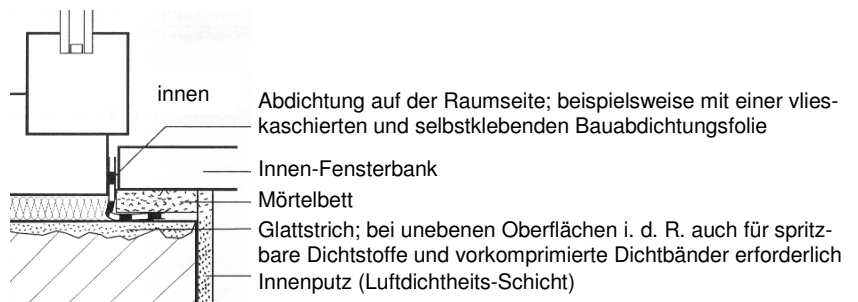 innen
Abdichtung auf der Raumseite; beispielsweise mit einer vlies-
kaschierten und selbstklebenden Bauabdichtungsfolie
Innen-Fensterbank
Mörtelbett
Glattstrich; bei unebenen Oberflächen i. d. R. auch für spritz-
bare Dichtstoffe und vorkomprimierte Dichtbänder erforderlich
Innenputz (Luftdichtheits-Schicht)